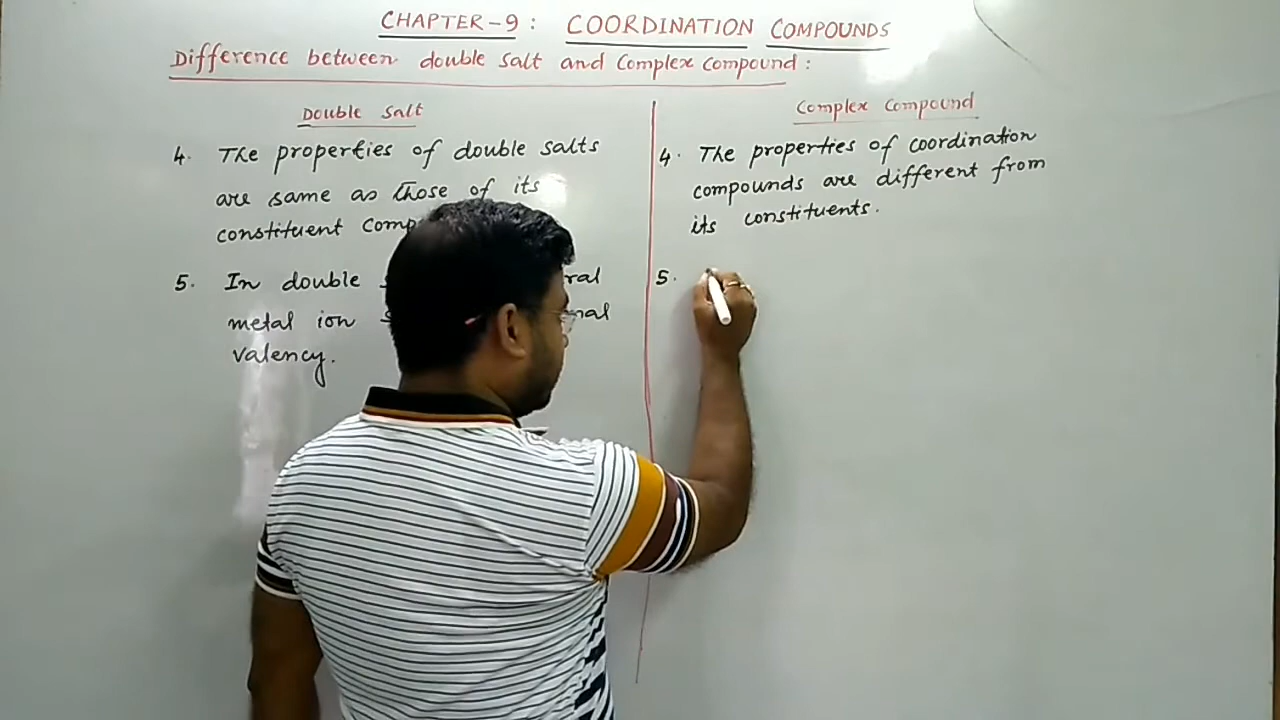 CHAPTER-9: COORDINATION COMPOUNDS
Difference between double salt and Complex Compound:
Double Salt
4. The properties of double salts
are same as those of its
constituent
5. In double
metal ion
valency.
Complex Compound
4. The properties of coordination
compounds are different from
its constituents.
5.